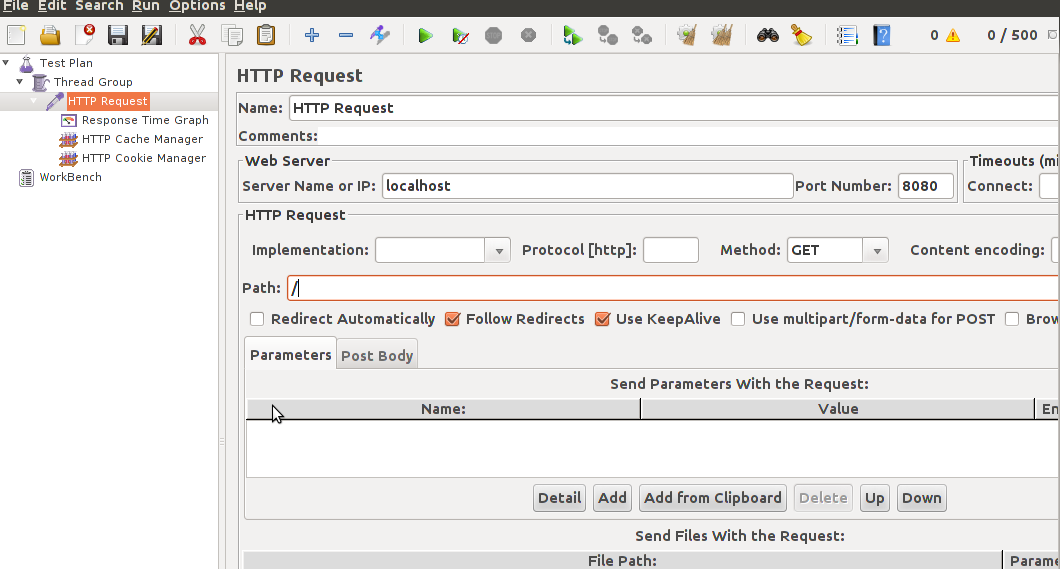 File Edit Search Run Options Help
0 0 / 500
Test Plan
Thread Group
HTTP Request
Response Time Graph
HTTP Cache Manager
HTTP Cookie Manager
WorkBench
HTTP Request
Name: HTTP Request
Comments:
Web Server Timeouts (mi
Server Name or IP: localhost Port Number: 8080 Connect:
HTTP Request
Implementation: Protocol [http]: Method: GET Content encoding:
Path: /
Redirect Automatically Follow Redirects Use KeepAlive Use multipart/form-data for POST Brow
Parameters Post Body
Send Parameters With the Request:
Name: Value En
Detail Add Add from Clipboard Delete Up Down
Send Files With the Request:
File Path: Parame